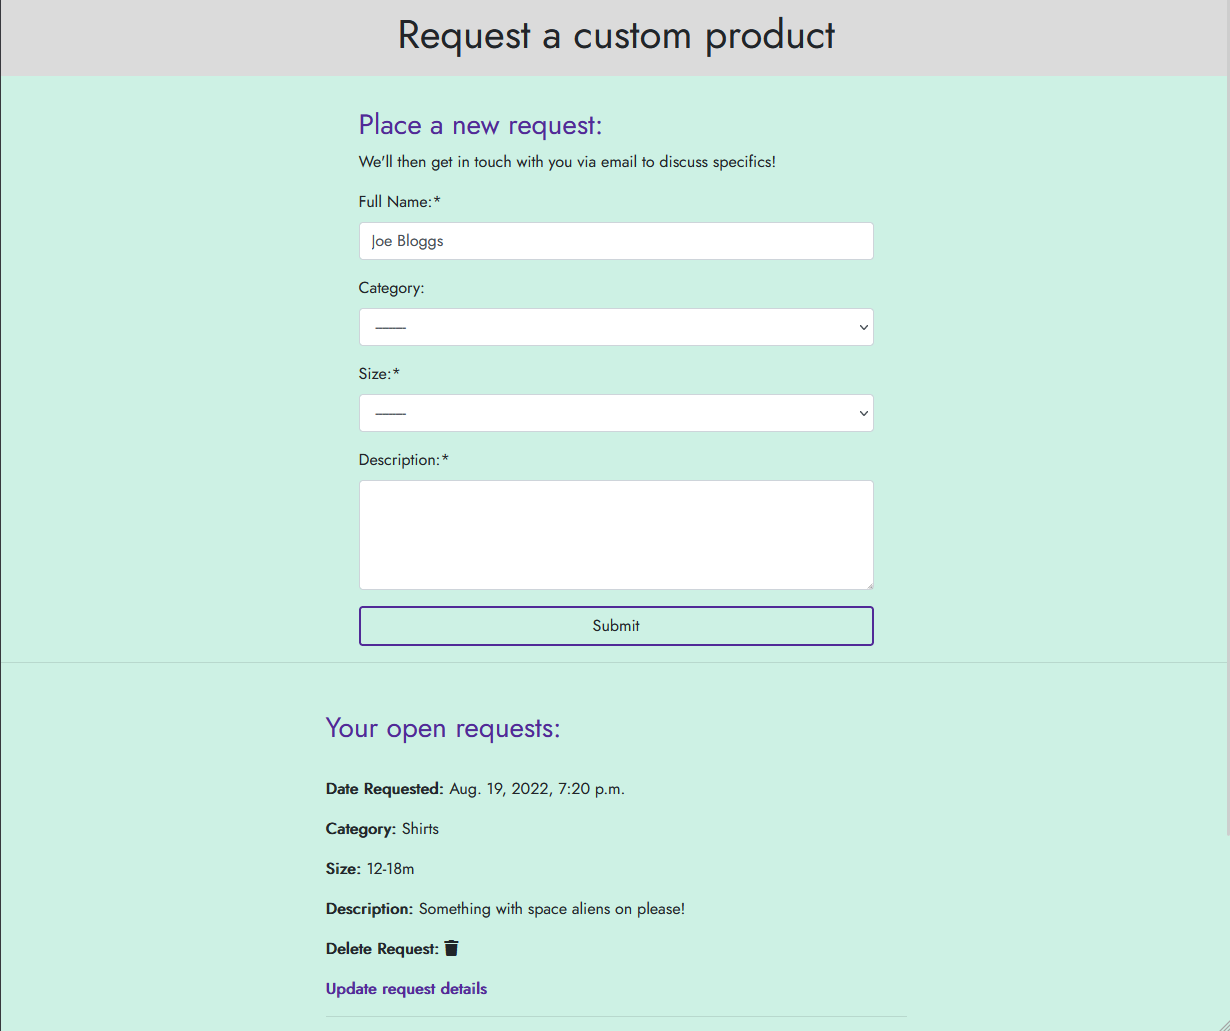 Request a custom product
Place a new request:
We'll then get in touch with you via email to discuss specifics!
Full Name:*
Joe Bloggs
Category:
---------
Size:*
---------
Description:*
Submit
Your open requests:
Date Requested: Aug. 19, 2022, 7:20 p.m.
Category: Shirts
Size: 12-18m
Description: Something with space aliens on please!
Delete Request:
Update request details